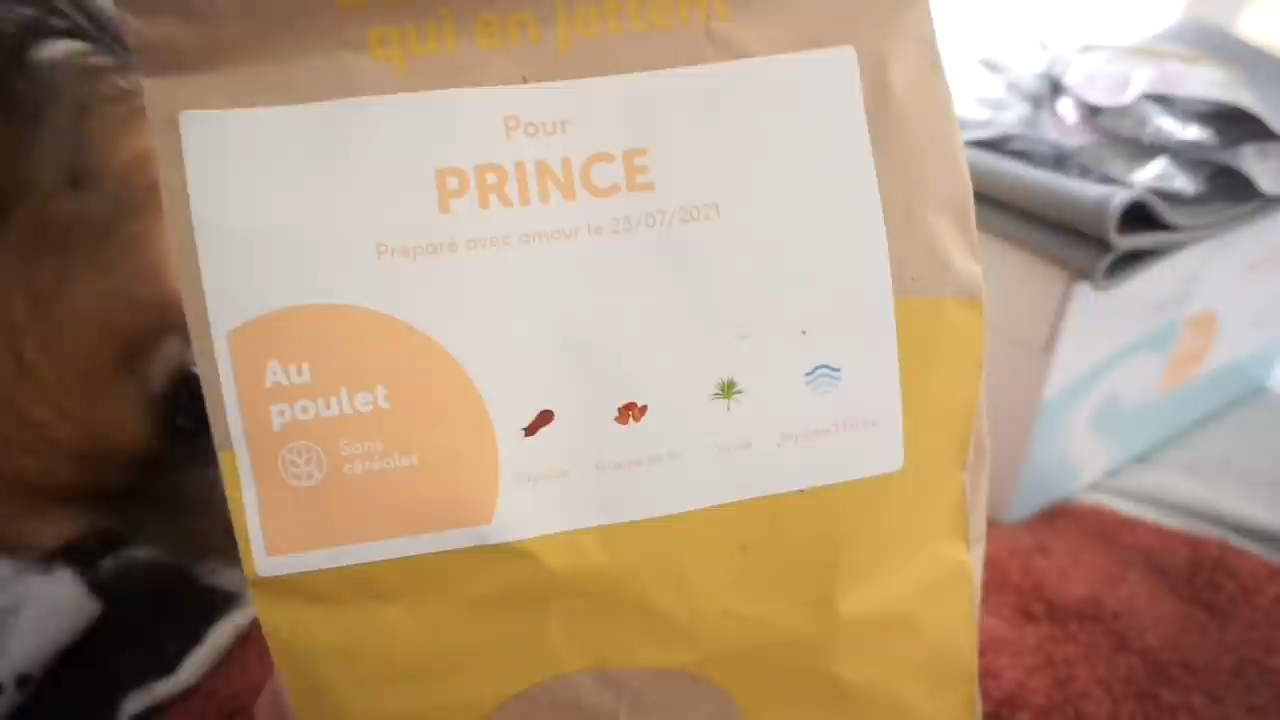 qui en jettent
Pour
PRINCE
Préparé avec amour le 23/07/2021
Au
poulet
Sans
céréales